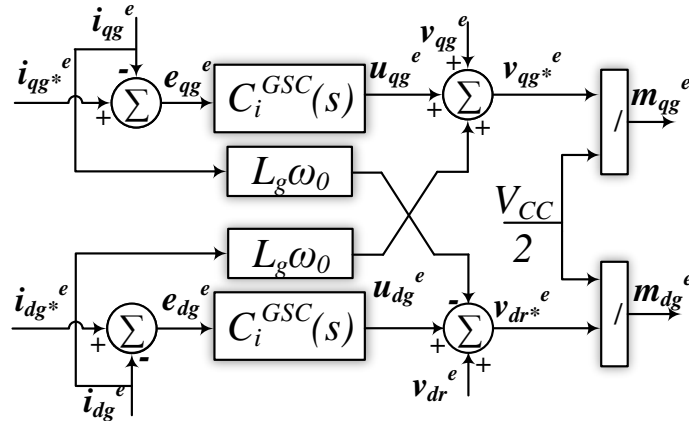 i_qg^e
v_qg^e
i_qg*^e
-
+
Σ
e_qg^e
C_i^GSC(s)
u_qg^e
+
+
Σ
+
v_qg*^e
/
m_qg^e
L_gω_0
V_CC
2
L_gω_0
i_dg*^e
+
Σ
-
e_dg^e
C_i^GSC(s)
u_dg^e
-
+
Σ
+
v_dr*^e
/
m_dg^e
i_dg^e
v_dr^e